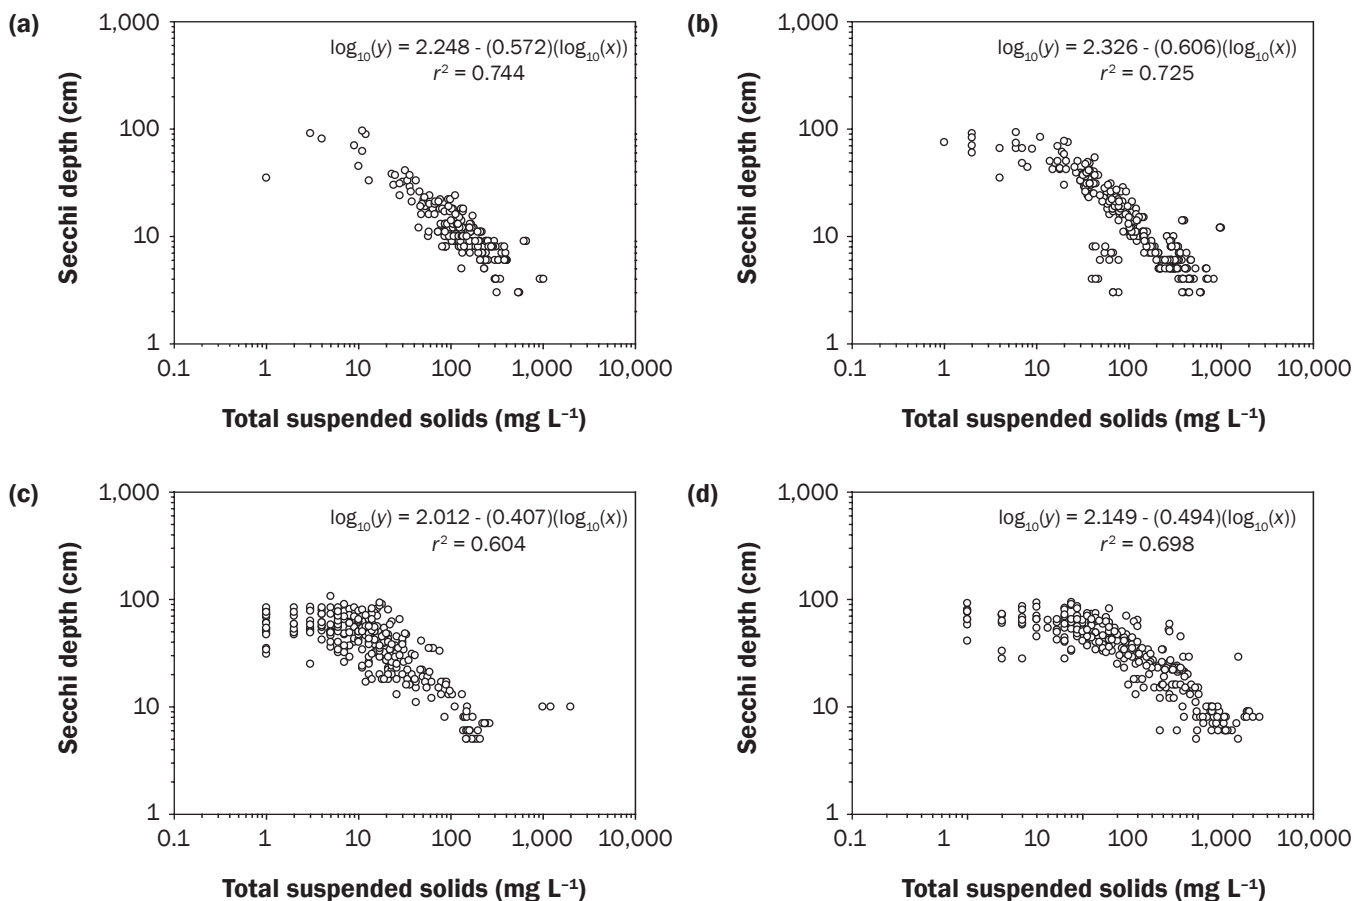 (a)
1,000
100
10
1
Secchi depth (cm)
log₁₀(y) = 2.248 - (0.572)(log₁₀(x))
r² = 0.744
0.1 1 10 100 1,000 10,000
Total suspended solids (mg L⁻¹)
(b)
1,000
100
10
1
Secchi depth (cm)
log₁₀(y) = 2.326 - (0.606)(log₁₀(x))
r² = 0.725
0.1 1 10 100 1,000 10,000
Total suspended solids (mg L⁻¹)
(c)
1,000
100
10
1
Secchi depth (cm)
log₁₀(y) = 2.012 - (0.407)(log₁₀(x))
r² = 0.604
0.1 1 10 100 1,000 10,000
Total suspended solids (mg L⁻¹)
(d)
1,000
100
10
1
Secchi depth (cm)
log₁₀(y) = 2.149 - (0.494)(log₁₀(x))
r² = 0.698
0.1 1 10 100 1,000 10,000
Total suspended solids (mg L⁻¹)